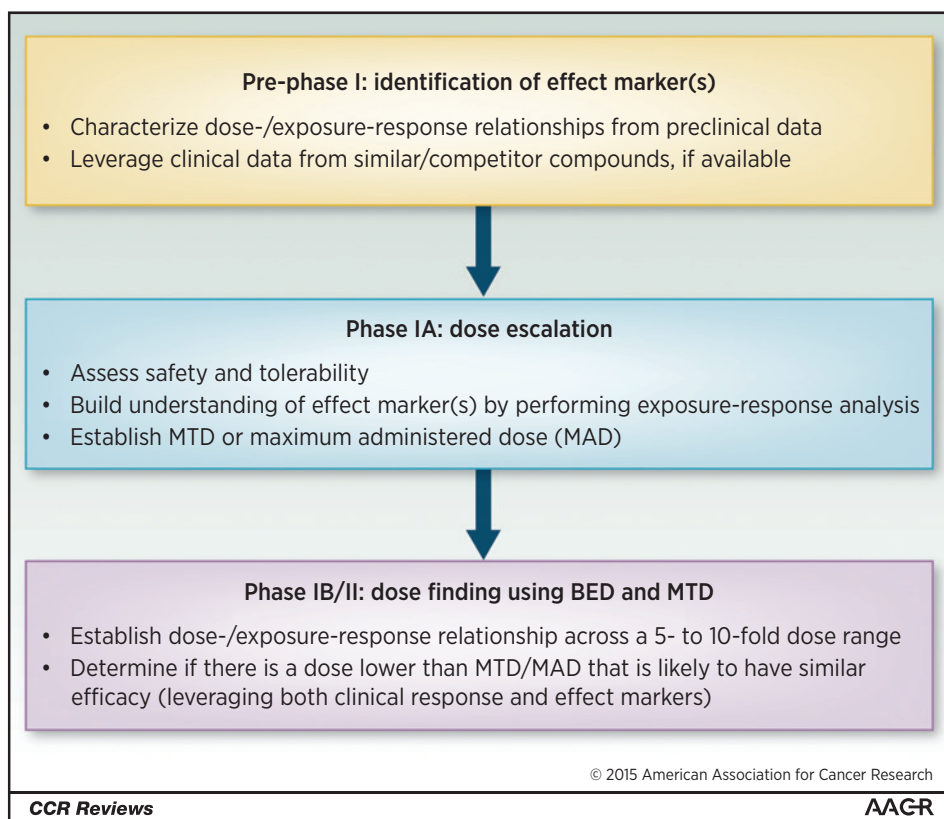 Pre-phase I: identification of effect marker(s)
• Characterize dose-/exposure-response relationships from preclinical data
• Leverage clinical data from similar/competitor compounds, if available
Phase IA: dose escalation
• Assess safety and tolerability
• Build understanding of effect marker(s) by performing exposure-response analysis
• Establish MTD or maximum administered dose (MAD)
Phase IB/II: dose finding using BED and MTD
• Establish dose-/exposure-response relationship across a 5- to 10-fold dose range
• Determine if there is a dose lower than MTD/MAD that is likely to have similar
efficacy (leveraging both clinical response and effect markers)
© 2015 American Association for Cancer Research
CCR Reviews
AACR